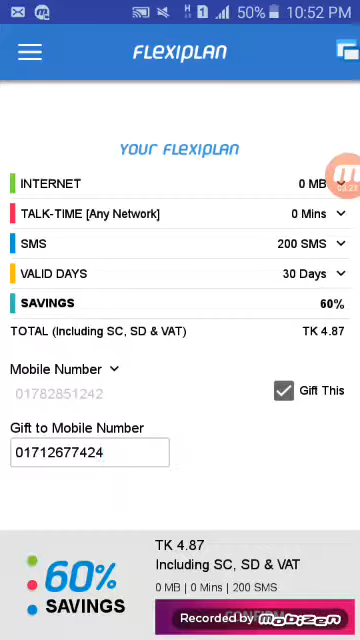 50% 10:52 PM
FLEXIPLAN
YOUR FLEXIPLAN
INTERNET 0 MB
03:23
TALK-TIME [Any Network] 0 Mins
SMS 200 SMS
VALID DAYS 30 Days
SAVINGS 60%
TOTAL (Including SC, SD & VAT) TK 4.87
Mobile Number
01782851242
Gift This
Gift to Mobile Number
01712677424
TK 4.87
Including SC, SD & VAT
60%
SAVINGS
0 MB | 0 Mins | 200 SMS
Recorded by mobizen